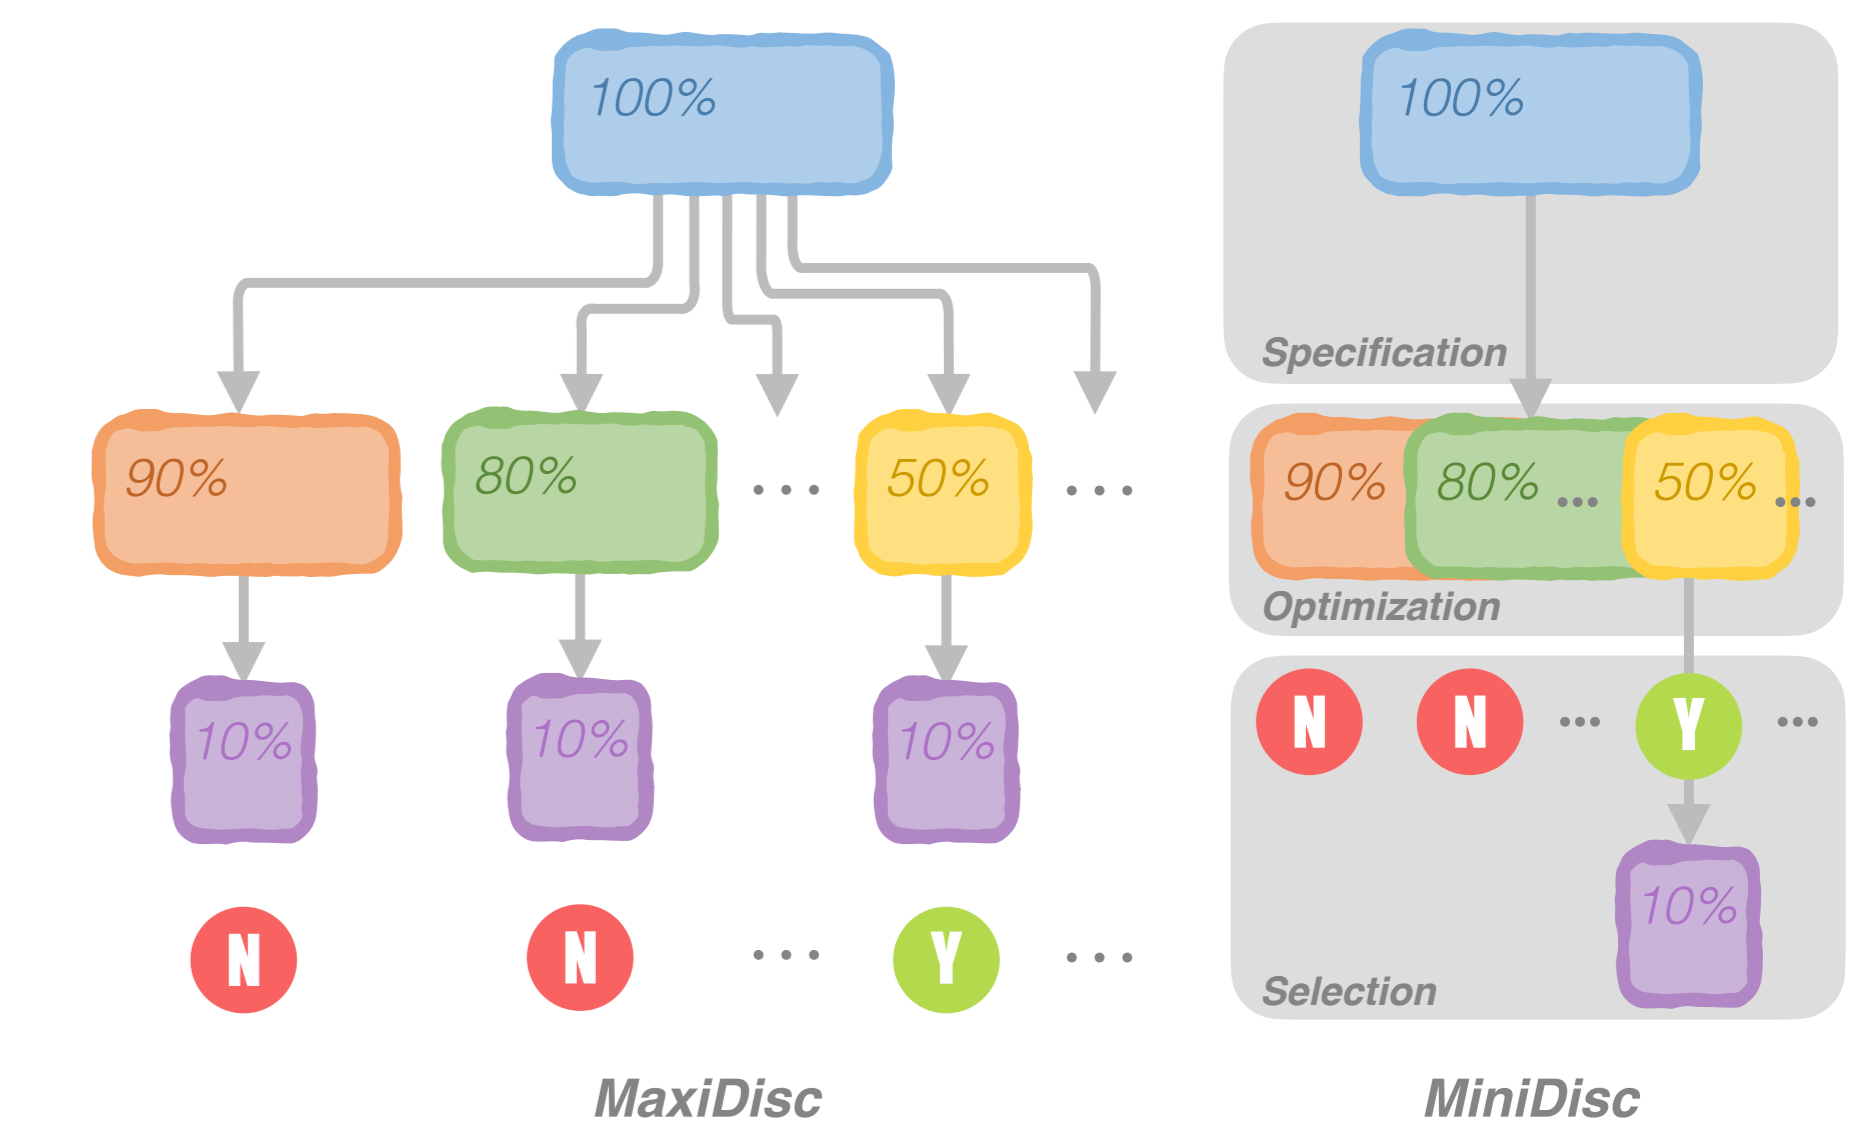 100%
90%
80%
...
50%
...
10%
10%
10%
N
N
...
Y
...
MaxiDisc
100%
Specification
90%
80%
...
50%
...
Optimization
N
N
...
Y
...
10%
Selection
MiniDisc